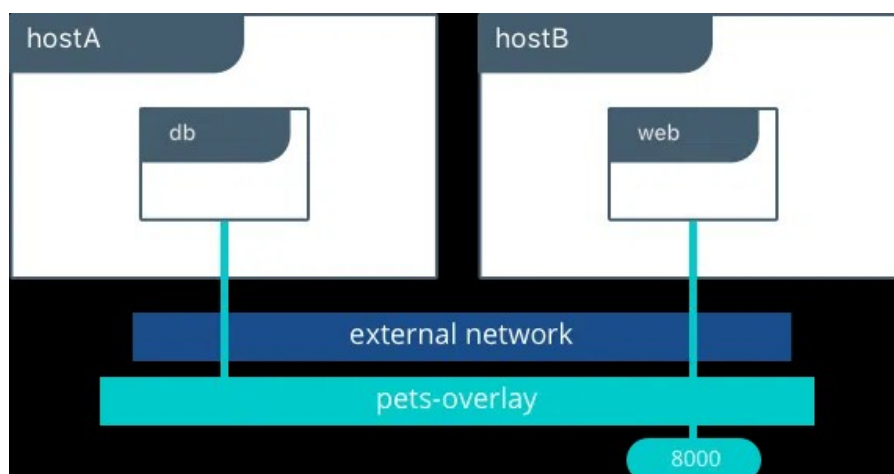 hostA
hostB
db
web
external network
pets-overlay
8000